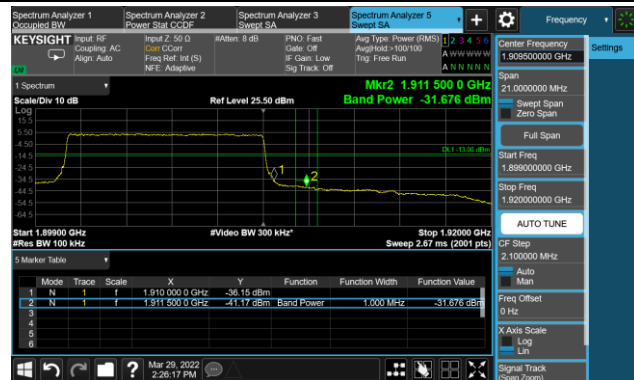 Spectrum Analyzer 1
Occupied BW
Spectrum Analyzer 2
Power Stat CCDF
Spectrum Analyzer 3
Swept SA
Spectrum Analyzer 5
Swept SA
Frequency
KEYSIGHT
Input: RF
Coupling: AC
Align: Auto
Input Z: 50 Ω
Corr CCorr
Freq Ref: Int (S)
NFE: Adaptive
#Atten: 8 dB
PNO: Fast
Gate: Off
IF Gain: Low
Sig Track: Off
Avg Type: Power (RMS)
Avg|Hold:>100/100
Trig: Free Run
1 2 3 4 5 6
A W W W W W
A N N N N N
1 Spectrum
Scale/Div 10 dB
Ref Level 25.50 dBm
Mkr2 1.911 500 0 GHz
Band Power -31.676 dBm
Log
15.5
5.50
-4.50
-14.5
-24.5
-34.5
-44.5
-54.5
-64.5
DL1 -13.00 dBm
1
2
Start 1.89900 GHz
#Res BW 100 kHz
#Video BW 300 kHz*
Stop 1.92000 GHz
Sweep 2.67 ms (2001 pts)
5 Marker Table
Mode Trace Scale X Y Function Function Width Function Value
1 N 1 f 1.910 000 0 GHz -36.15 dBm
2 N 1 f 1.911 500 0 GHz -41.17 dBm Band Power 1.000 MHz -31.676 dBm
3
4
5
6
Mar 29, 2022
2:26:17 PM
Center Frequency
1.909500000 GHz
Settings
Span
21.0000000 MHz
Swept Span
Zero Span
Full Span
Start Freq
1.899000000 GHz
Stop Freq
1.920000000 GHz
AUTO TUNE
CF Step
2.100000 MHz
Auto
Man
Freq Offset
0 Hz
X Axis Scale
Log
Lin
Signal Track
(Span Zoom)